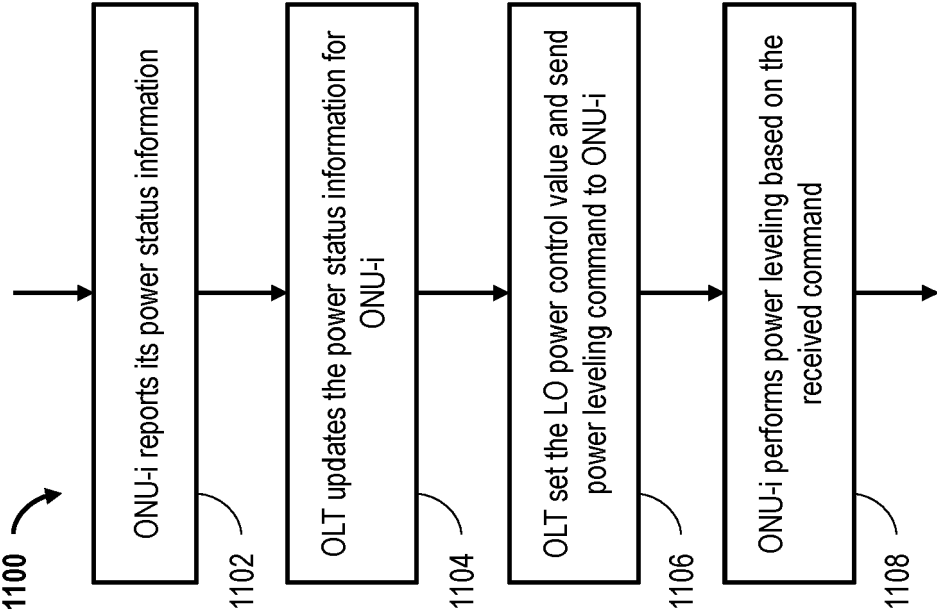 1100
ONU-i reports its power status information
1102
OLT updates the power status information for
ONU-i
1104
OLT set the LO power control value and send
power leveling command to ONU-i
1106
ONU-i performs power leveling based on the
received command
1108